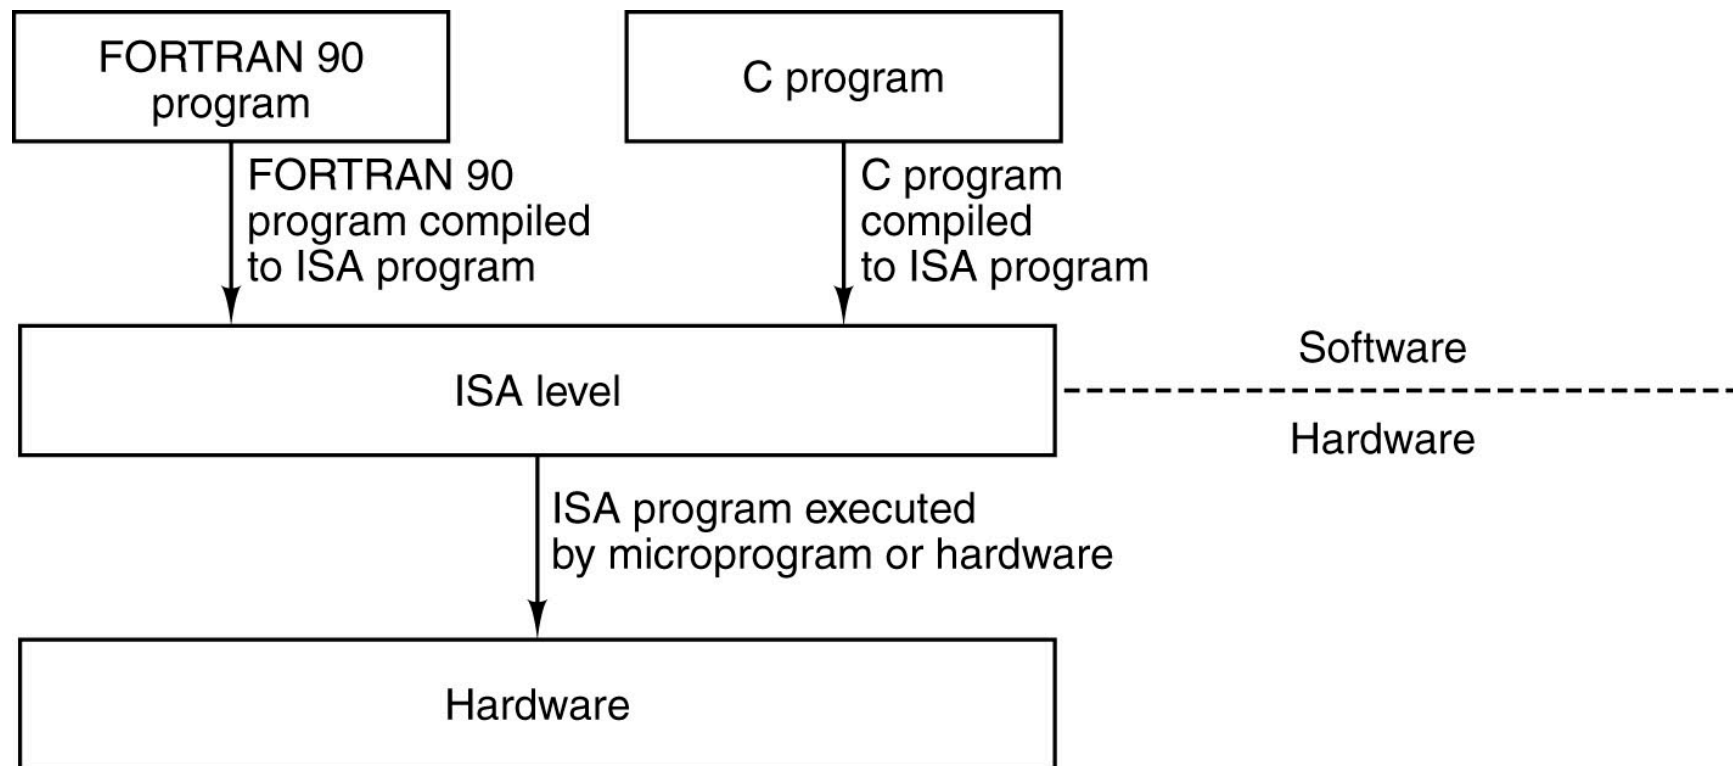 FORTRAN 90
program
C program
FORTRAN 90
program compiled
to ISA program
C program
compiled
to ISA program
ISA level
Software
Hardware
ISA program executed
by microprogram or hardware
Hardware